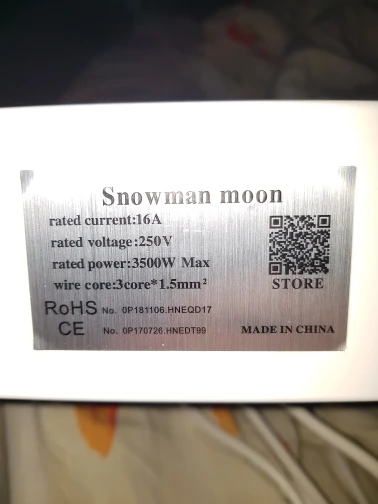 Snowman moon
rated current:16A
rated voltage:250V
rated power:3500W Max
wire core:3core*1.5mm²
STORE
RoHS No. 0P181106.HNEQD17
CE No. 0P170726.HNEDT99
MADE IN CHINA